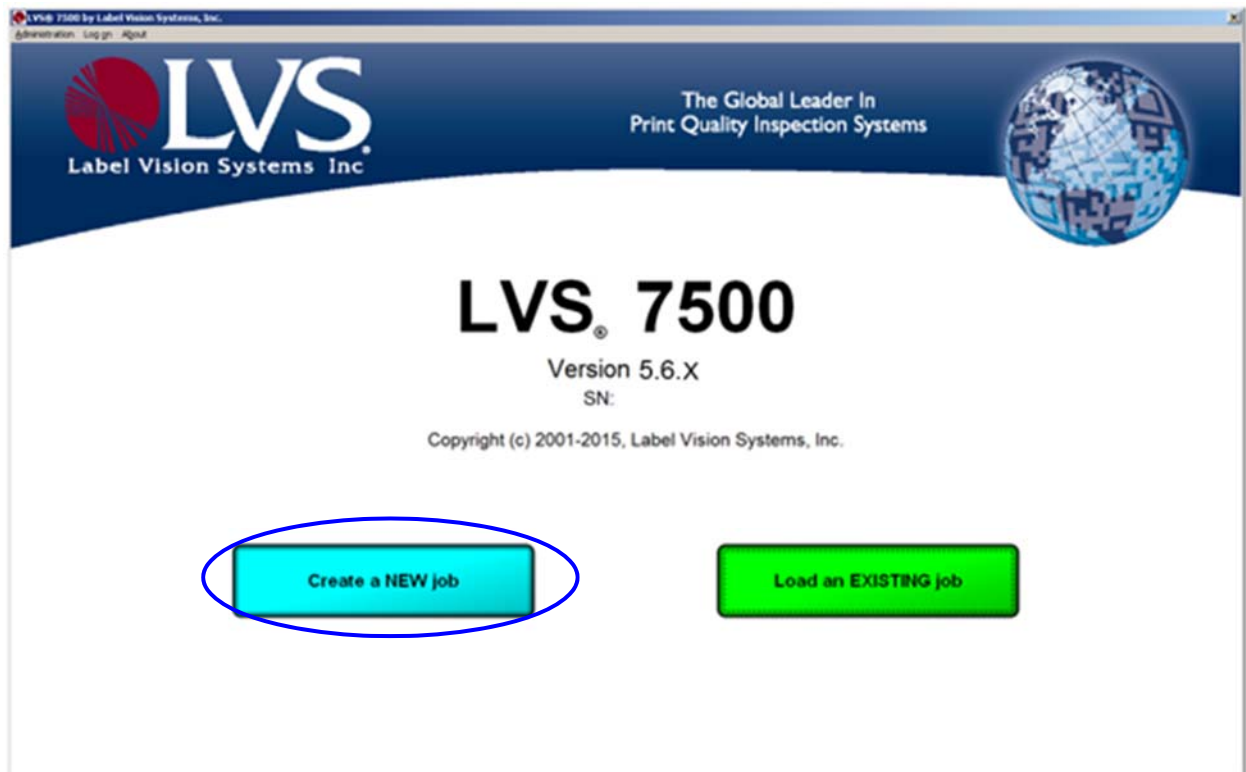 LVS® 7500 by Label Vision Systems, Inc.
Administration Log on About
LVS.
Label Vision Systems Inc
The Global Leader In
Print Quality Inspection Systems
LVS® 7500
Version 5.6.X
SN:
Copyright (c) 2001-2015, Label Vision Systems, Inc.
Create a NEW job
Load an EXISTING job